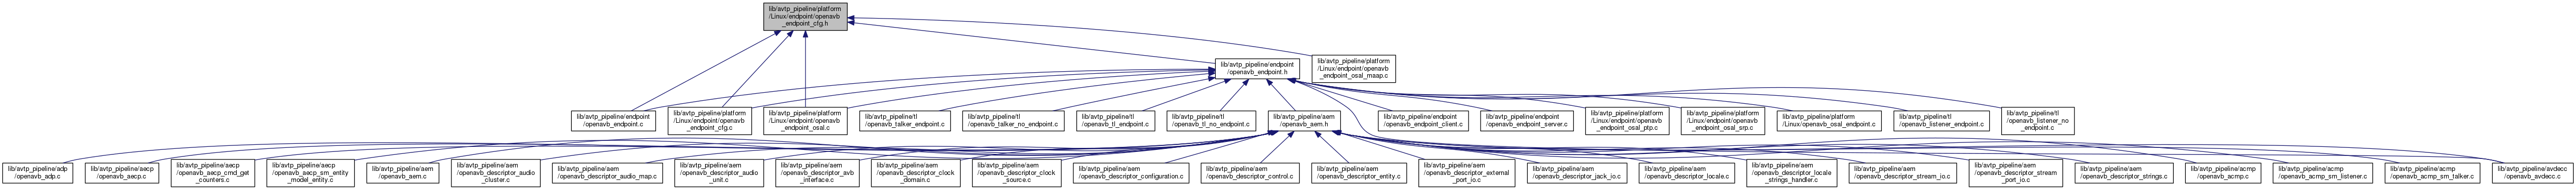 lib/avtp_pipeline/platform
/Linux/endpoint/openavb
_endpoint_cfg.h
lib/avtp_pipeline/endpoint
/openavb_endpoint.h
lib/avtp_pipeline/platform
/Linux/endpoint/openavb
_endpoint_osal_maap.c
lib/avtp_pipeline/endpoint
/openavb_endpoint.c
lib/avtp_pipeline/platform
/Linux/endpoint/openavb
_endpoint_cfg.c
lib/avtp_pipeline/platform
/Linux/endpoint/openavb
_endpoint_osal.c
lib/avtp_pipeline/tl
/openavb_talker_endpoint.c
lib/avtp_pipeline/tl
/openavb_talker_no_endpoint.c
lib/avtp_pipeline/tl
/openavb_tl_endpoint.c
lib/avtp_pipeline/tl
/openavb_tl_no_endpoint.c
lib/avtp_pipeline/aem
/openavb_aem.h
lib/avtp_pipeline/endpoint
/openavb_endpoint_client.c
lib/avtp_pipeline/endpoint
/openavb_endpoint_server.c
lib/avtp_pipeline/platform
/Linux/endpoint/openavb
_endpoint_osal_ptp.c
lib/avtp_pipeline/platform
/Linux/endpoint/openavb
_endpoint_osal_srp.c
lib/avtp_pipeline/platform
/Linux/openavb_osal_endpoint.c
lib/avtp_pipeline/tl
/openavb_listener_endpoint.c
lib/avtp_pipeline/tl
/openavb_listener_no
_endpoint.c
lib/avtp_pipeline/adp
/openavb_adp.c
lib/avtp_pipeline/aecp
/openavb_aecp.c
lib/avtp_pipeline/aecp
/openavb_aecp_cmd_get
_counters.c
lib/avtp_pipeline/aecp
/openavb_aecp_sm_entity
_model_entity.c
lib/avtp_pipeline/aem
/openavb_aem.c
lib/avtp_pipeline/aem
/openavb_descriptor_audio
_cluster.c
lib/avtp_pipeline/aem
/openavb_descriptor_audio_map.c
lib/avtp_pipeline/aem
/openavb_descriptor_audio
_unit.c
lib/avtp_pipeline/aem
/openavb_descriptor_avb
_interface.c
lib/avtp_pipeline/aem
/openavb_descriptor_clock
_domain.c
lib/avtp_pipeline/aem
/openavb_descriptor_clock
_source.c
lib/avtp_pipeline/aem
/openavb_descriptor_configuration.c
lib/avtp_pipeline/aem
/openavb_descriptor_control.c
lib/avtp_pipeline/aem
/openavb_descriptor_entity.c
lib/avtp_pipeline/aem
/openavb_descriptor_external
_port_io.c
lib/avtp_pipeline/aem
/openavb_descriptor_jack_io.c
lib/avtp_pipeline/aem
/openavb_descriptor_locale.c
lib/avtp_pipeline/aem
/openavb_descriptor_locale
_strings_handler.c
lib/avtp_pipeline/aem
/openavb_descriptor_stream_io.c
lib/avtp_pipeline/aem
/openavb_descriptor_stream
_port_io.c
lib/avtp_pipeline/aem
/openavb_descriptor_strings.c
lib/avtp_pipeline/acmp
/openavb_acmp.c
lib/avtp_pipeline/acmp
/openavb_acmp_sm_listener.c
lib/avtp_pipeline/acmp
/openavb_acmp_sm_talker.c
lib/avtp_pipeline/avdecc
/openavb_avdecc.c